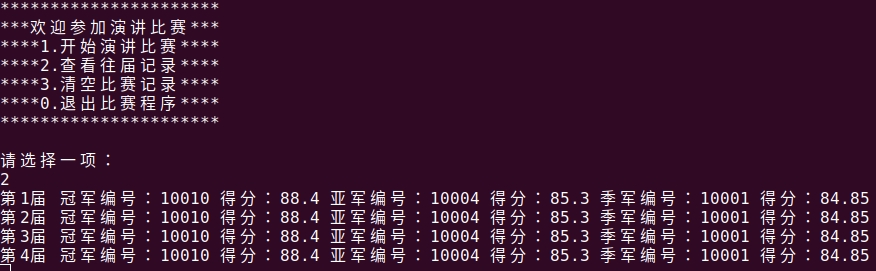 **********************
***欢迎参加演讲比赛***
****1.开始演讲比赛****
****2.查看往届记录****
****3.清空比赛记录****
****0.退出比赛程序****
**********************
请选择一项：
2
第1届 冠军编号：10010 得分：88.4 亚军编号：10004 得分：85.3 季军编号：10001 得分：84.85
第2届 冠军编号：10010 得分：88.4 亚军编号：10004 得分：85.3 季军编号：10001 得分：84.85
第3届 冠军编号：10010 得分：88.4 亚军编号：10004 得分：85.3 季军编号：10001 得分：84.85
第4届 冠军编号：10010 得分：88.4 亚军编号：10004 得分：85.3 季军编号：10001 得分：84.85